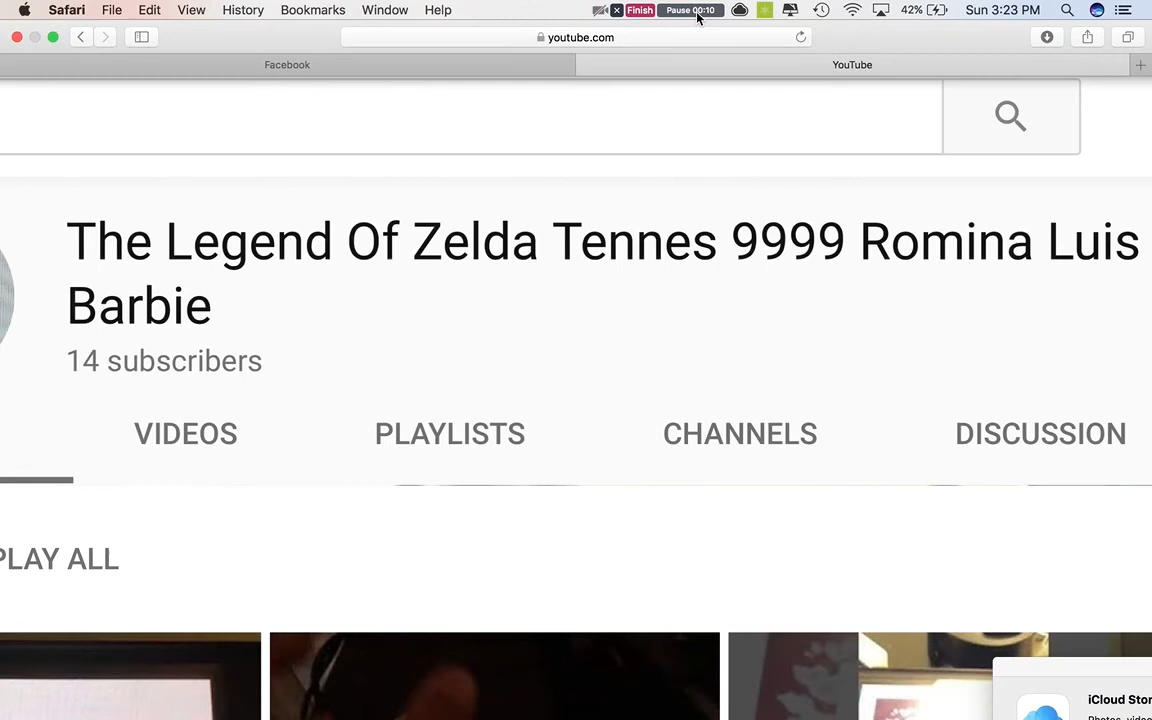 Safari File Edit View History Bookmarks Window Help Finish Pause 00:10 42% Sun 3:23 PM
youtube.com
Facebook YouTube
The Legend Of Zelda Tennes 9999 Romina Luis
Barbie
14 subscribers
VIDEOS PLAYLISTS CHANNELS DISCUSSION
PLAY ALL
iCloud Stor
Photos, video